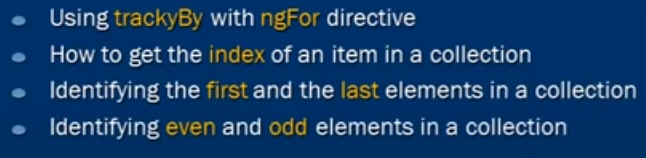 Using trackyBy with ngFor directive
How to get the index of an item in a collection
Identifying the first and the last elements in a collection
Identifying even and odd elements in a collection